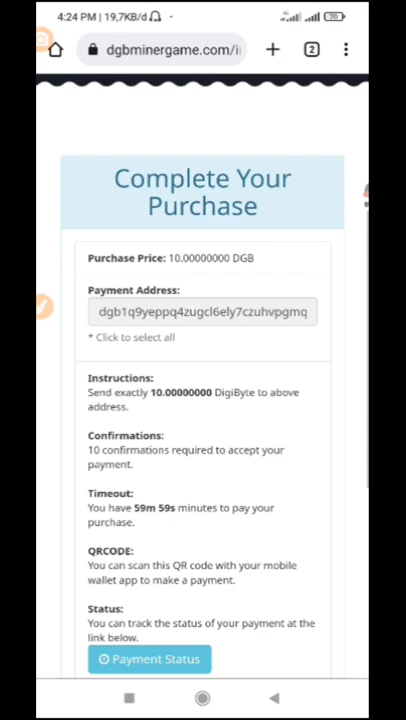 4:24 PM | 19,7KB/d
70
dgbminergame.com/i
2
Complete Your
Purchase
Purchase Price: 10.00000000 DGB
Payment Address:
dgb1q9yeppq4zugcl6ely7czuhvpgmq
* Click to select all
Instructions:
Send exactly 10.00000000 DigiByte to above
address.
Confirmations:
10 confirmations required to accept your
payment.
Timeout:
You have 59m 59s minutes to pay your
purchase.
QRCODE:
You can scan this QR code with your mobile
wallet app to make a payment.
Status:
You can track the status of your payment at the
link below.
Payment Status